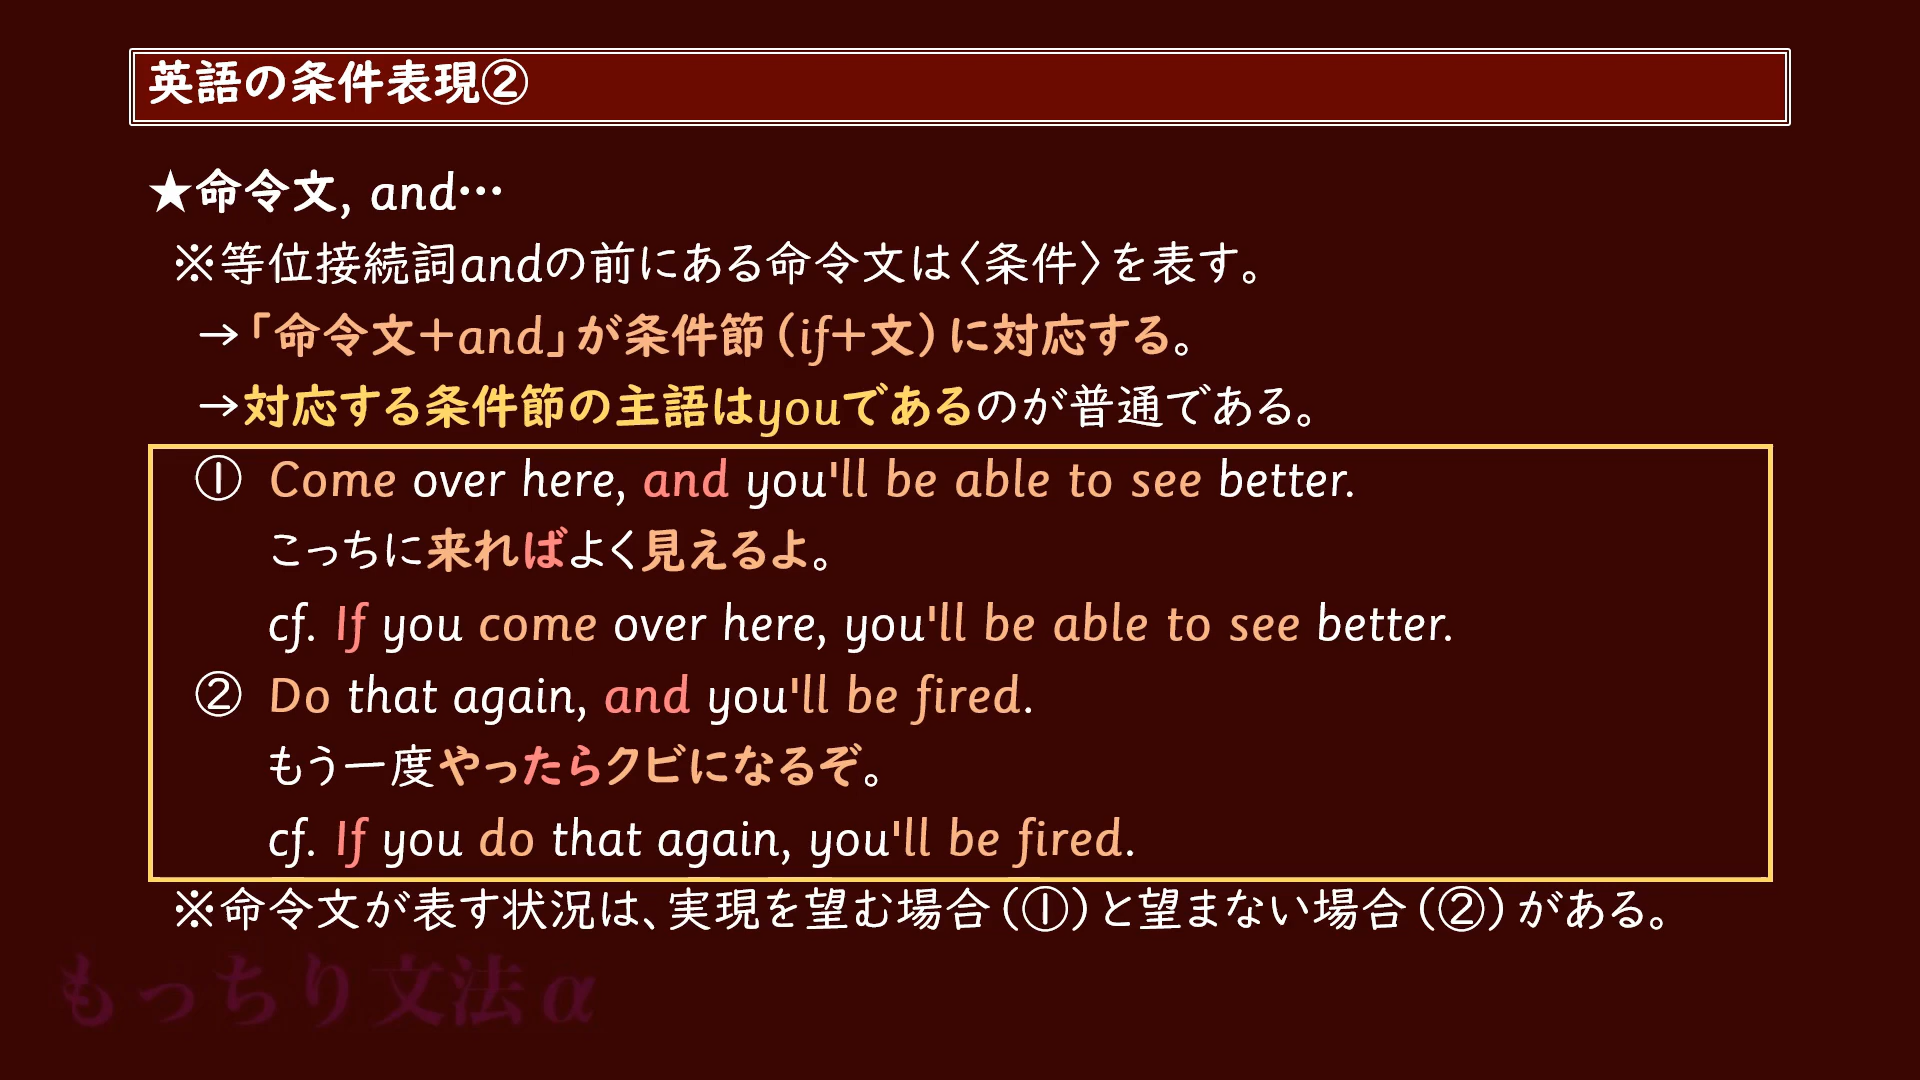 英語の条件表現②
★命令文, and…
※等位接続詞andの前にある命令文は〈条件〉を表す。
→「命令文＋and」が条件節（if＋文）に対応する。
→対応する条件節の主語はyouであるのが普通である。
① Come over here, and you'll be able to see better.
こっちに来ればよく見えるよ。
cf. If you come over here, you'll be able to see better.
② Do that again, and you'll be fired.
もう一度やったらクビになるぞ。
cf. If you do that again, you'll be fired.
※命令文が表す状況は、実現を望む場合（①）と望まない場合（②）がある。
もっちり文法α